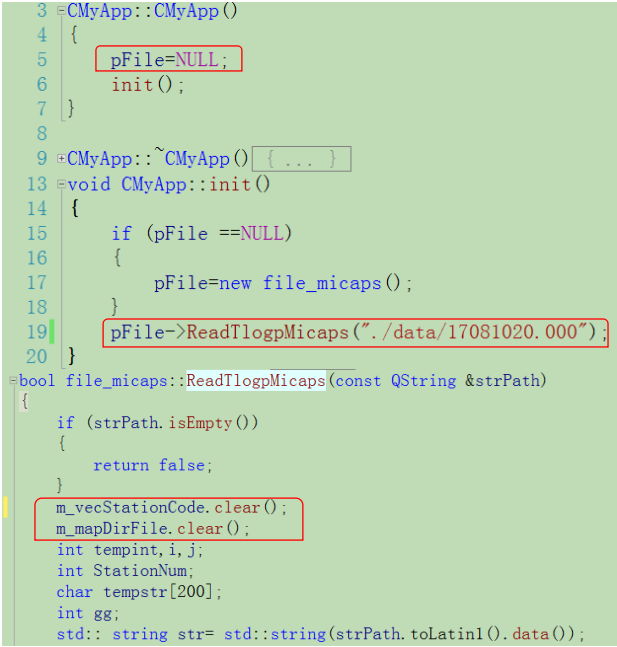 3 CMyApp::CMyApp()
4 {
5 pFile=NULL;
6 init();
7 }
8
9 CMyApp::~CMyApp(){ ... }
13 void CMyApp::init()
14 {
15 if (pFile ==NULL)
16 {
17 pFile=new file_micaps();
18 }
19 pFile->ReadTlogpMicaps("./data/17081020.000");
20 }
bool file_micaps::ReadTlogpMicaps(const QString &strPath)
{
if (strPath.isEmpty())
{
return false;
}
m_vecStationCode.clear();
m_mapDirFile.clear();
int tempint,i,j;
int StationNum;
char tempstr[200];
int gg;
std:: string str= std::string(strPath.toLatin1().data());